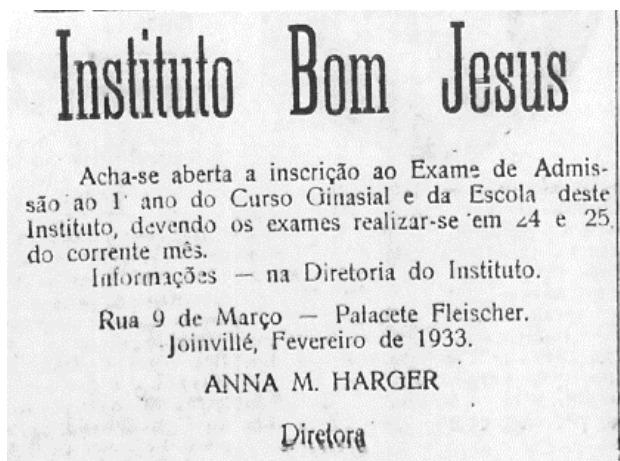 Instituto Bom Jesus
Acha-se aberta a inscrição ao Exame de Admis-
são ao 1º ano do Curso Ginasial e da Escola deste
Instituto, devendo os exames realizar-se em 24 e 25
do corrente mês.
Informações — na Diretoria do Instituto.
Rua 9 de Março — Palacete Fleischer.
Joinville, Fevereiro de 1933.
ANNA M. HARGER
Diretora